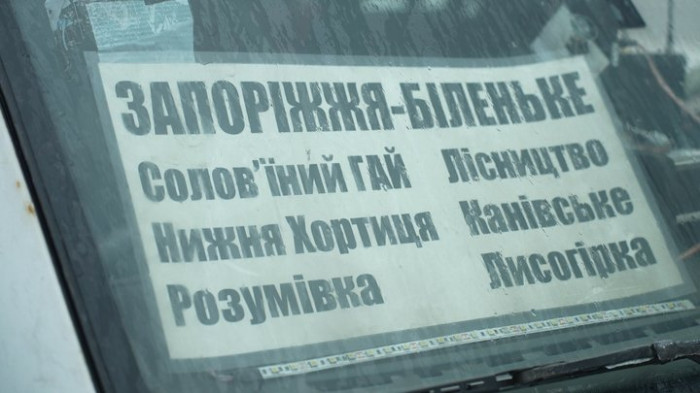 ЗАПОРІЖЖЯ-БІЛЕНЬКЕ
Солов'їний ГАЙ
Нижня Хортиця
Розумівка
Лісництво
Канівське
Лисогірка